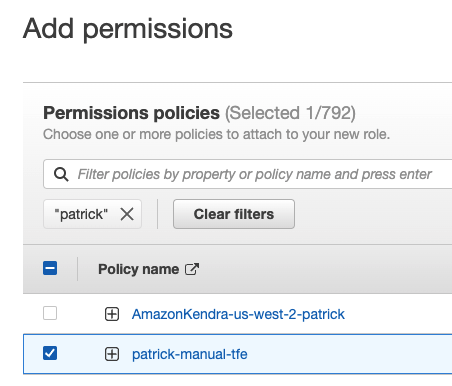 Add permissions
Permissions policies (Selected 1/792)
Choose one or more policies to attach to your new role.
Filter policies by property or policy name and press enter
"patrick"
Clear filters
Policy name
AmazonKendra-us-west-2-patrick
patrick-manual-tfe